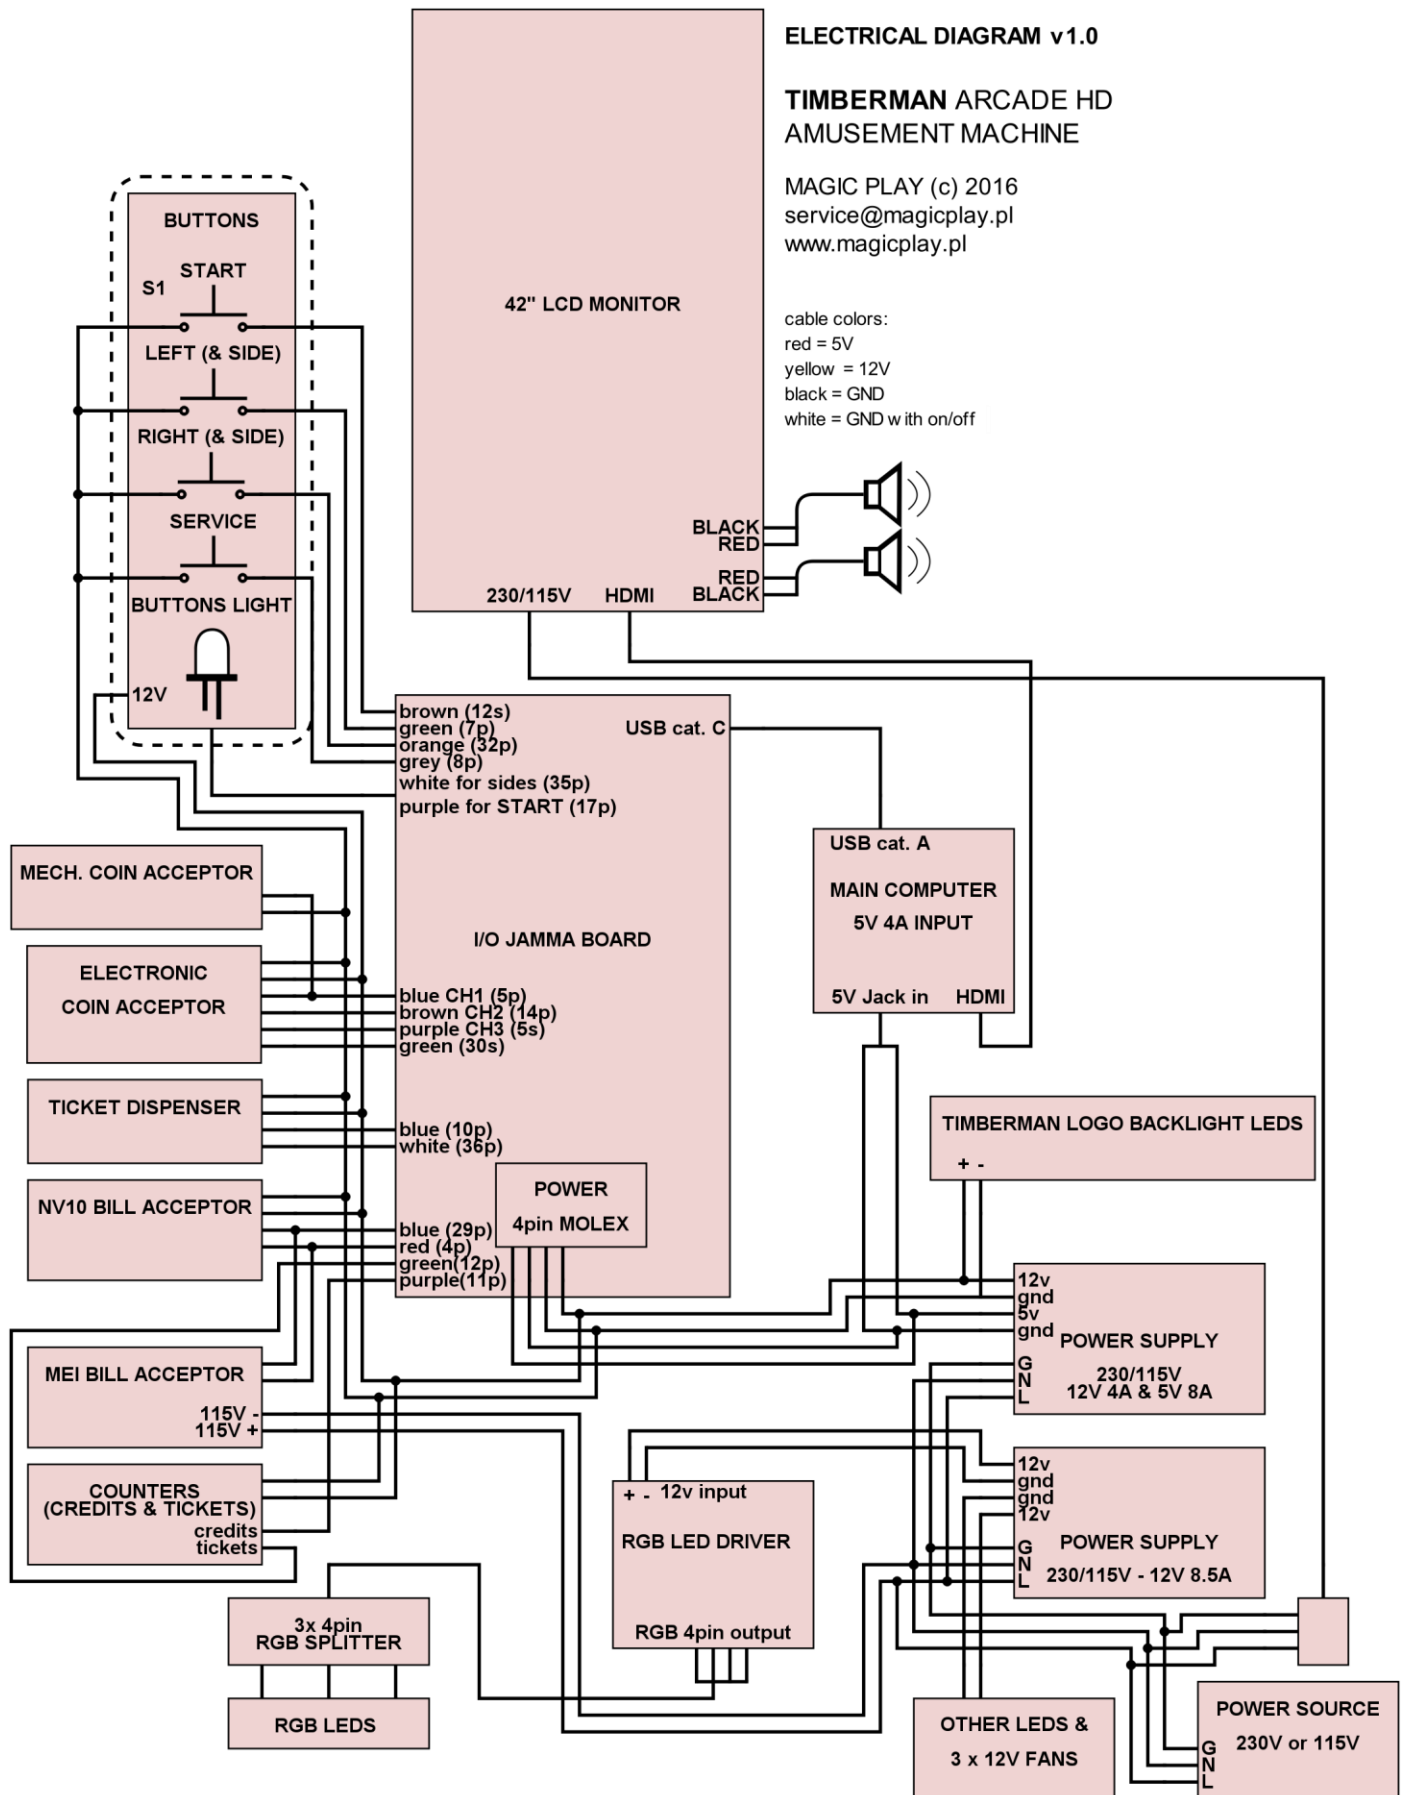 ELECTRICAL DIAGRAM v1.0
TIMBERMAN ARCADE HD
AMUSEMENT MACHINE
MAGIC PLAY (c) 2016
service@magicplay.pl
www.magicplay.pl
cable colors:
red = 5V
yellow = 12V
black = GND
white = GND with on/off
42" LCD MONITOR
BLACK
RED
RED
BLACK
230/115V
HDMI
BUTTONS
START
S1
LEFT (& SIDE)
RIGHT (& SIDE)
SERVICE
BUTTONS LIGHT
12V
brown (12s)
green (7p)
orange (32p)
grey (8p)
white for sides (35p)
purple for START (17p)
USB cat. C
I/O JAMMA BOARD
blue CH1 (5p)
brown CH2 (14p)
purple CH3 (5s)
green (30s)
blue (10p)
white (36p)
POWER
4pin MOLEX
blue (29p)
red (4p)
green(12p)
purple(11p)
USB cat. A
MAIN COMPUTER
5V 4A INPUT
5V Jack in
HDMI
MECH. COIN ACCEPTOR
ELECTRONIC
COIN ACCEPTOR
TICKET DISPENSER
NV10 BILL ACCEPTOR
MEI BILL ACCEPTOR
115V -
115V +
COUNTERS
(CREDITS & TICKETS)
credits
tickets
3x 4pin
RGB SPLITTER
RGB LEDS
+ - 12v input
RGB LED DRIVER
RGB 4pin output
TIMBERMAN LOGO BACKLIGHT LEDS
+ -
12v
gnd
5v
gnd
POWER SUPPLY
230/115V
12V 4A & 5V 8A
G
N
L
12v
gnd
gnd
12v
POWER SUPPLY
230/115V - 12V 8.5A
G
N
L
OTHER LEDS &
3 x 12V FANS
POWER SOURCE
230V or 115V
G
N
L